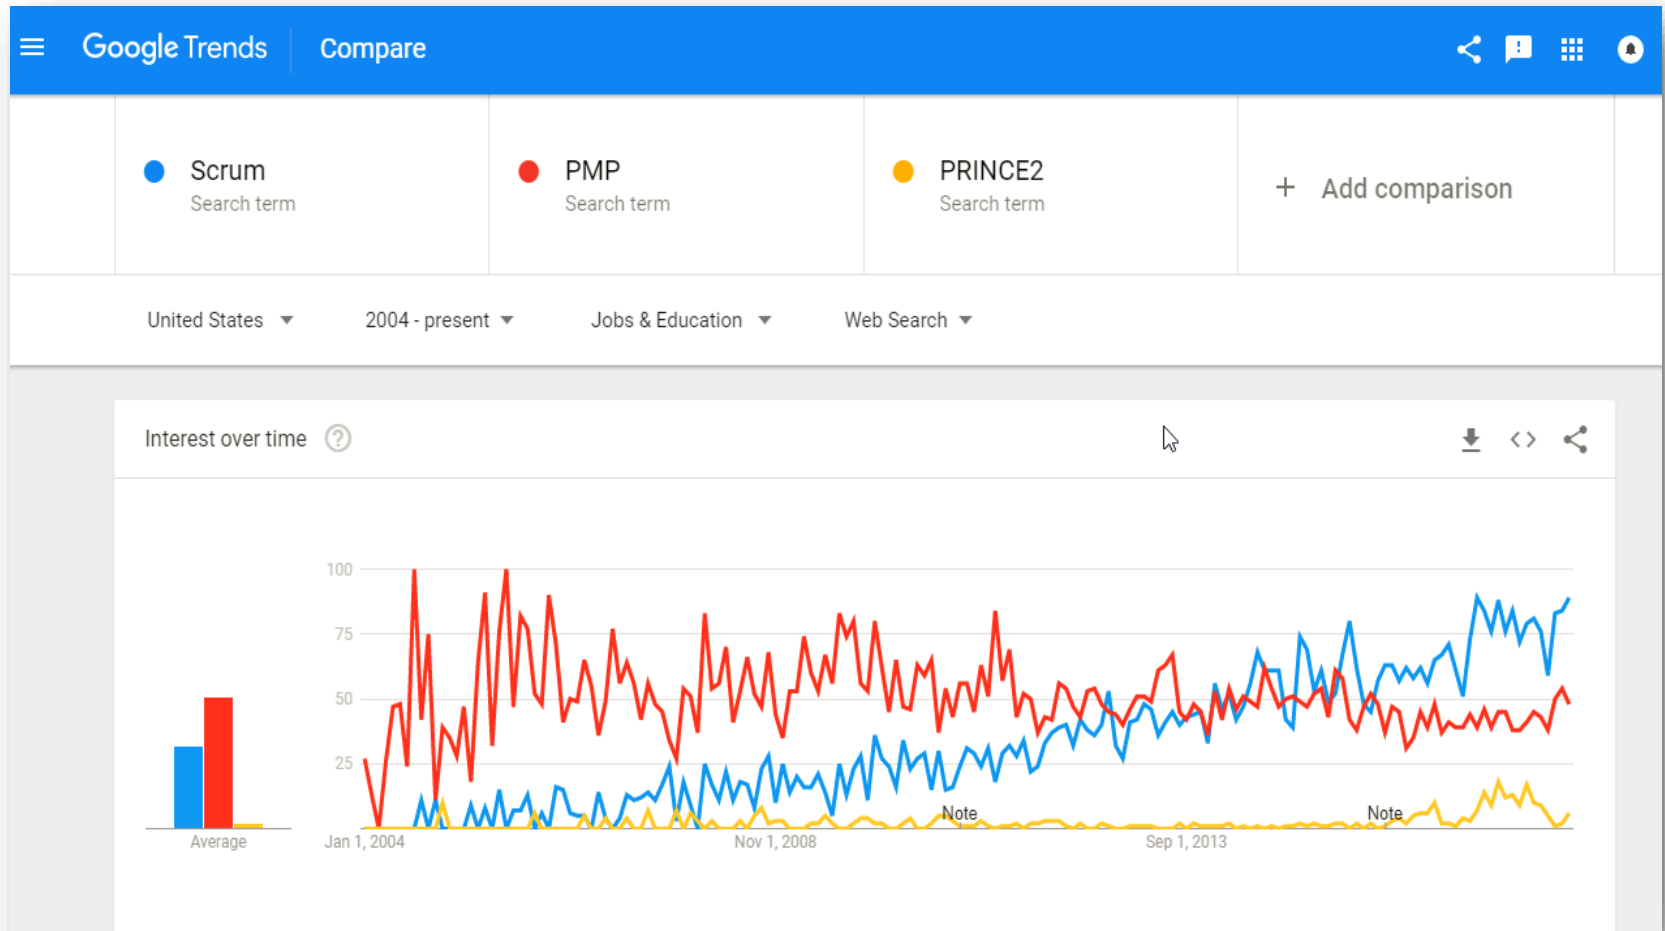 Google Trends Compare
Scrum
Search term
PMP
Search term
PRINCE2
Search term
+ Add comparison
United States 2004 - present Jobs & Education Web Search
Interest over time ?
100
75
50
25
Note Note
Average Jan 1, 2004 Nov 1, 2008 Sep 1, 2013